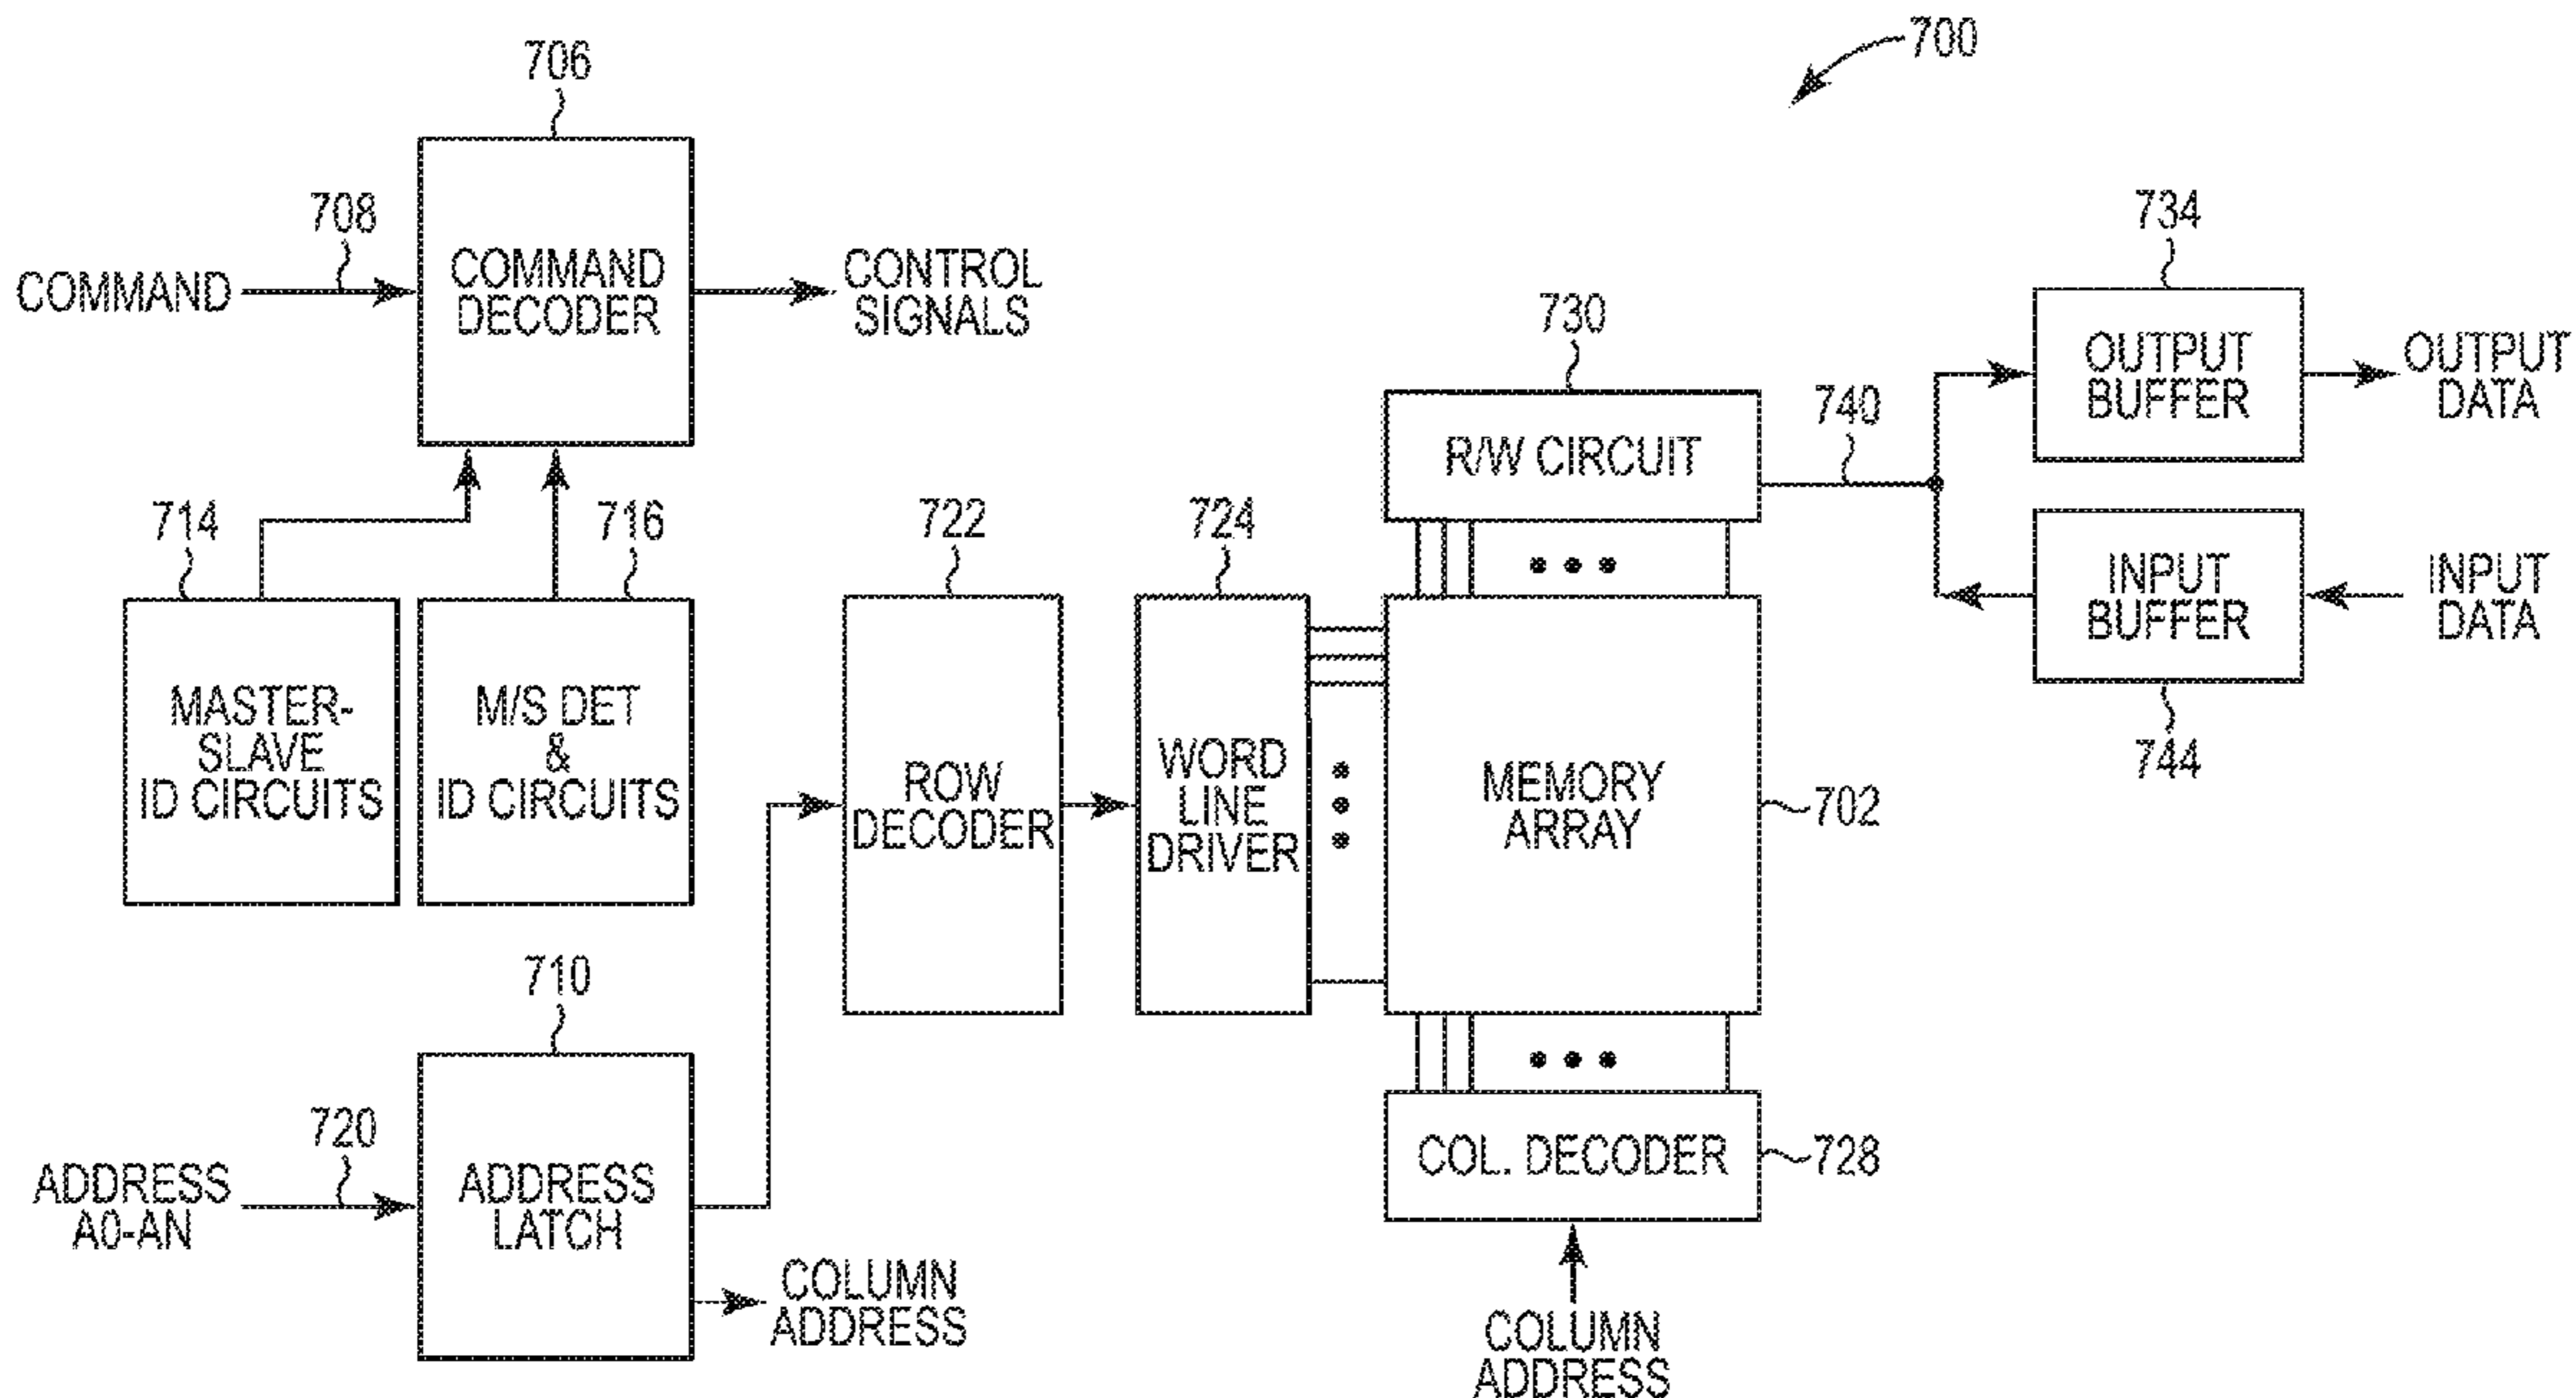 700
706
COMMAND
708
COMMAND
DECODER
CONTROL
SIGNALS
714
716
MASTER-
SLAVE
ID CIRCUITS
M/S DET
&
ID CIRCUITS
710
ADDRESS
A0-AN
720
ADDRESS
LATCH
COLUMN
ADDRESS
722
ROW
DECODER
724
WORD
LINE
DRIVER
730
R/W CIRCUIT
MEMORY
ARRAY
702
COL. DECODER
728
COLUMN
ADDRESS
740
734
OUTPUT
BUFFER
OUTPUT
DATA
INPUT
BUFFER
INPUT
DATA
744